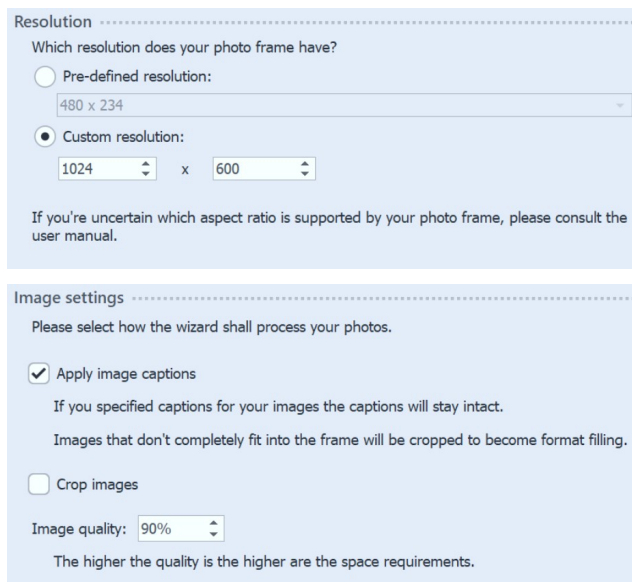 Resolution
Which resolution does your photo frame have?
Pre-defined resolution:
480 x 234
Custom resolution:
1024 x 600
If you're uncertain which aspect ratio is supported by your photo frame, please consult the
user manual.
Image settings
Please select how the wizard shall process your photos.
Apply image captions
If you specified captions for your images the captions will stay intact.
Images that don't completely fit into the frame will be cropped to become format filling.
Crop images
Image quality: 90%
The higher the quality is the higher are the space requirements.